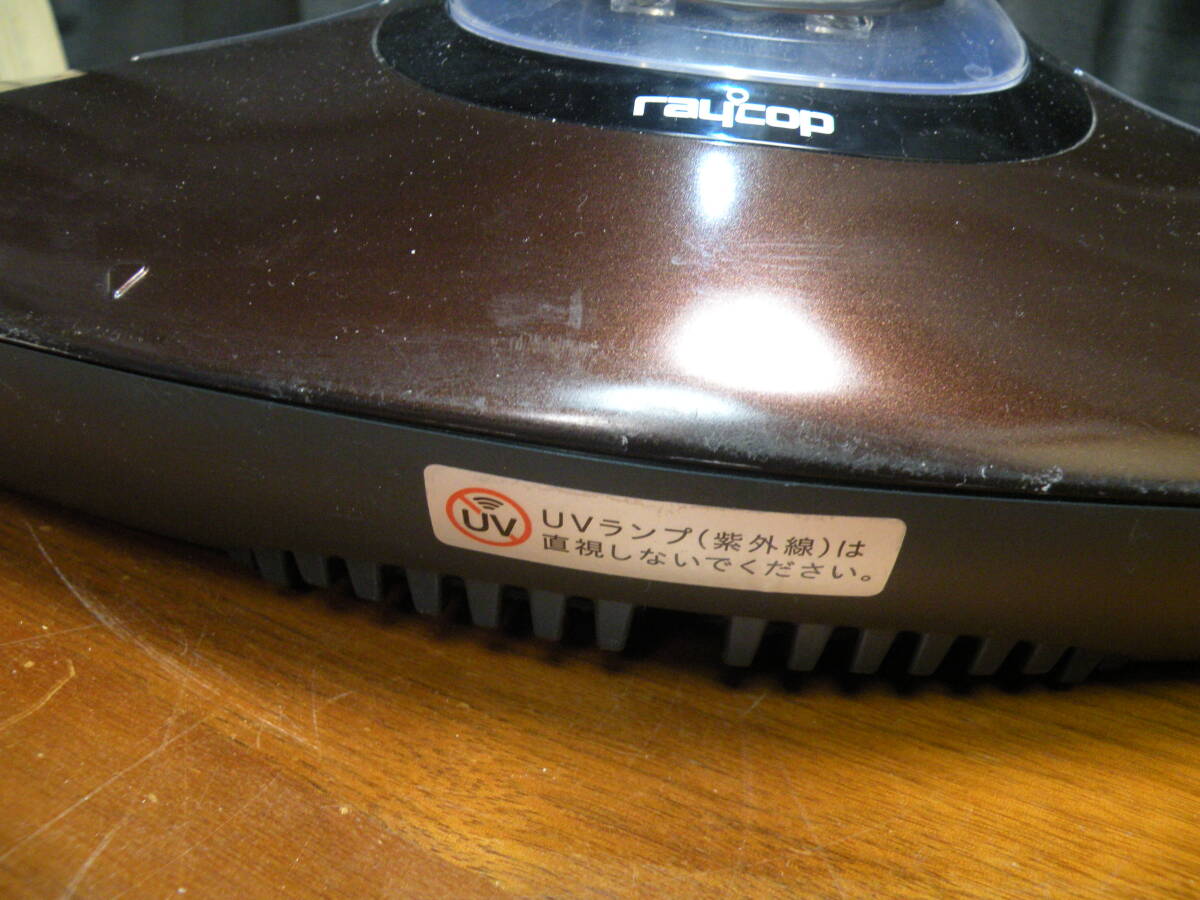 raycop
UV
UVランプ(紫外線)は
直視しないでください。